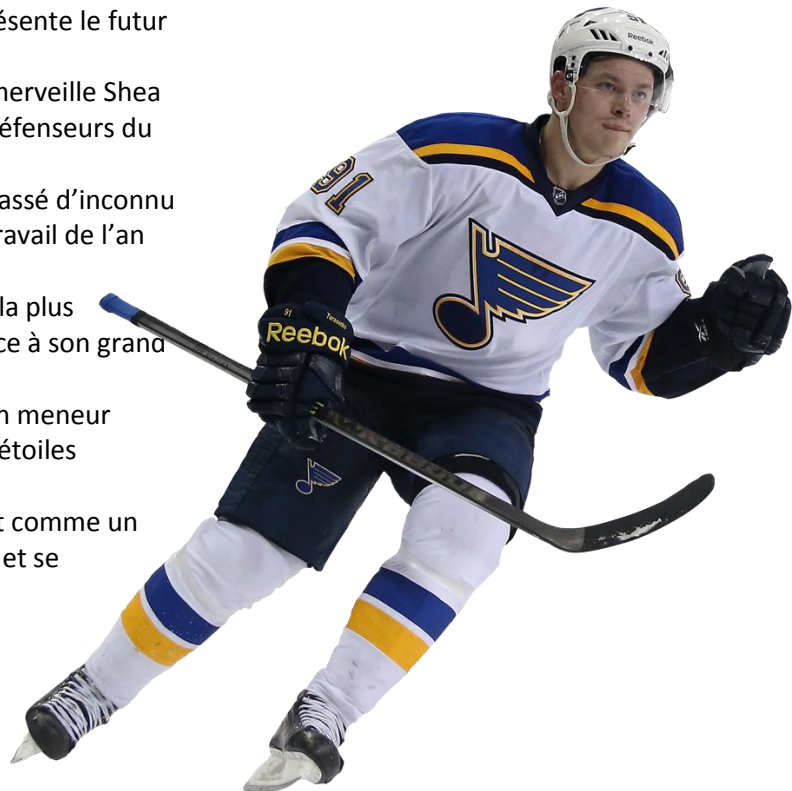 ésente le futur
nerveille Shea
éfenseurs du
assé d’inconnu
ravail de l’an
la plus
ce à son grand
n meneur
étoiles
t comme un
et se
Reebok
91
91
Reebok